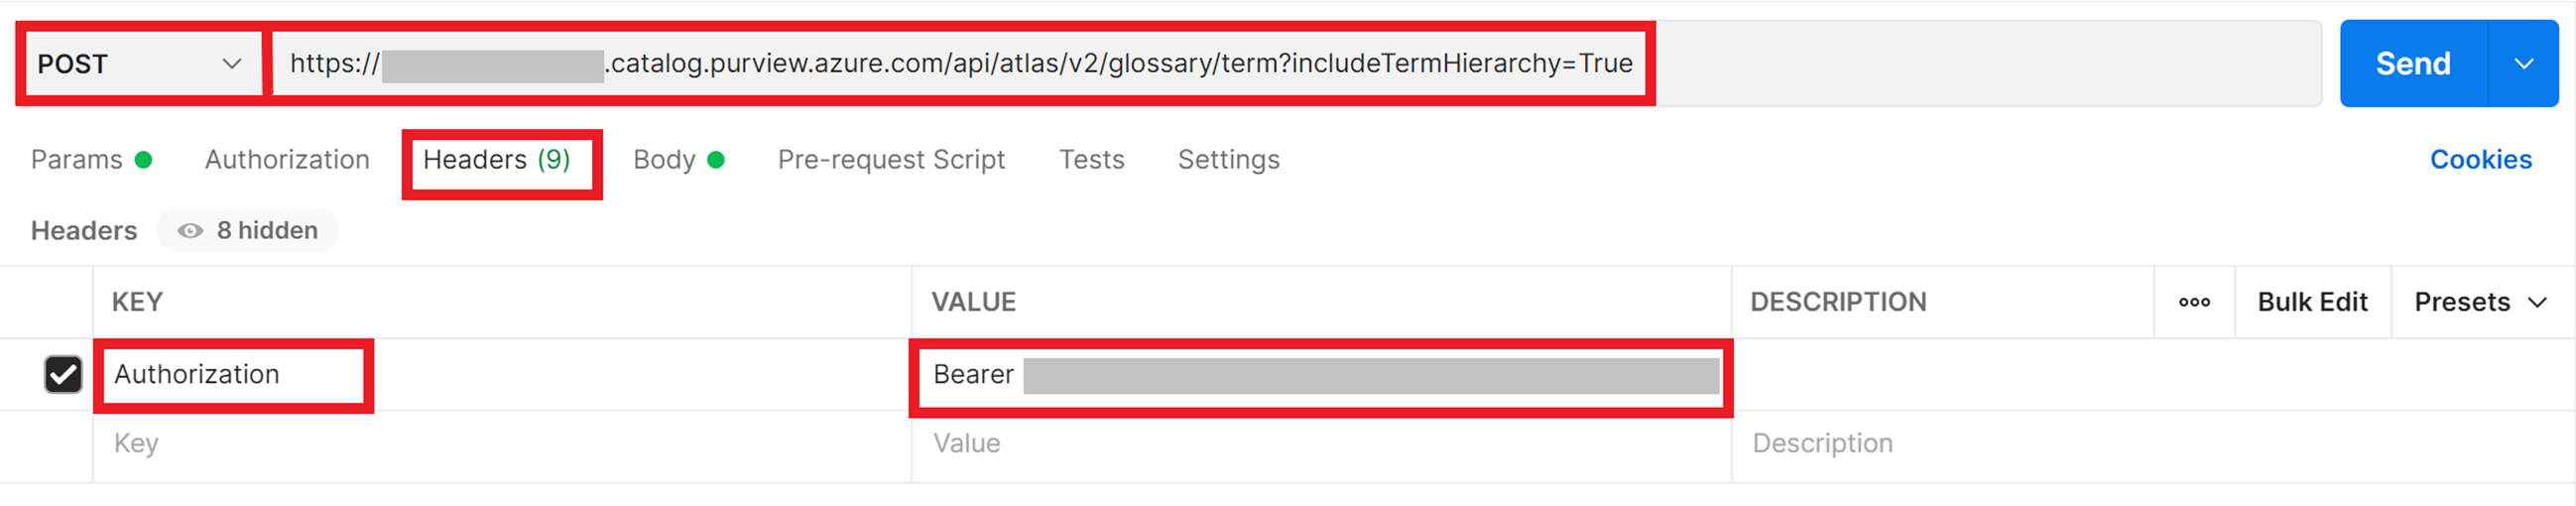 POST https://.catalog.purview.azure.com/api/atlas/v2/glossary/term?includeTermHierarchy=True Send
Params Authorization Headers (9) Body Pre-request Script Tests Settings Cookies
Headers 8 hidden
KEY VALUE DESCRIPTION ooo Bulk Edit Presets
Authorization Bearer
Key Value Description